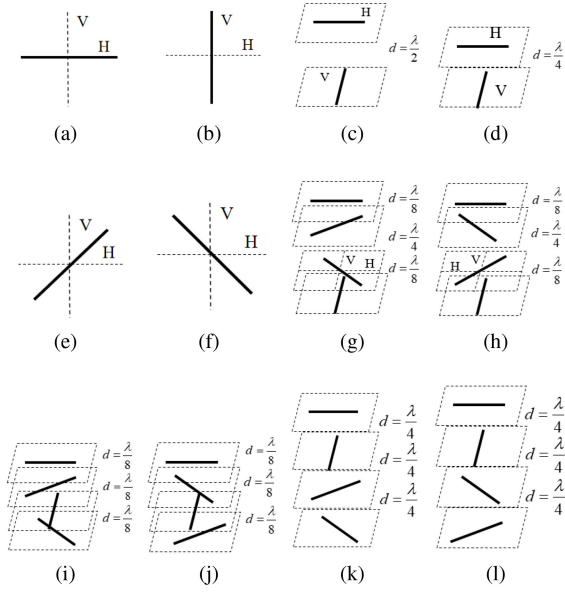 V
H
V
H
H
d = λ/2
V
H
d = λ/4
V
(a)
(b)
(c)
(d)
V
H
V
H
d = λ/8
d = λ/4
V
H
d = λ/8
d = λ/8
d = λ/4
H
V
d = λ/8
(e)
(f)
(g)
(h)
d = λ/8
d = λ/8
d = λ/8
d = λ/8
d = λ/8
d = λ/8
d = λ/4
d = λ/4
d = λ/4
d = λ/4
d = λ/4
d = λ/4
(i)
(j)
(k)
(l)